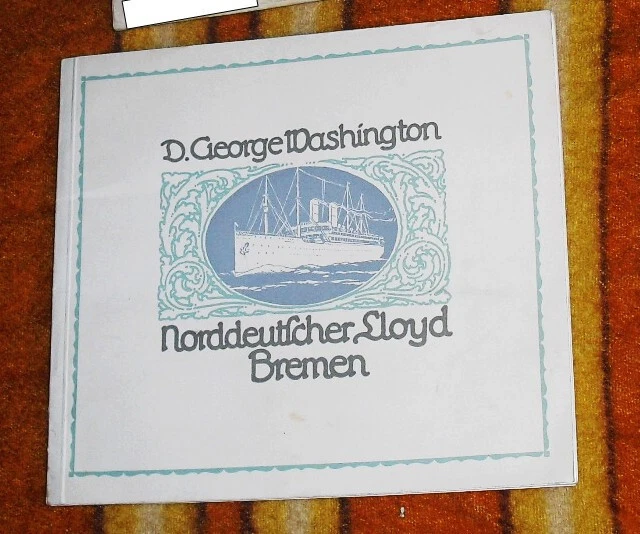 D. George Washington
Norddeutſcher Lloyd
Bremen